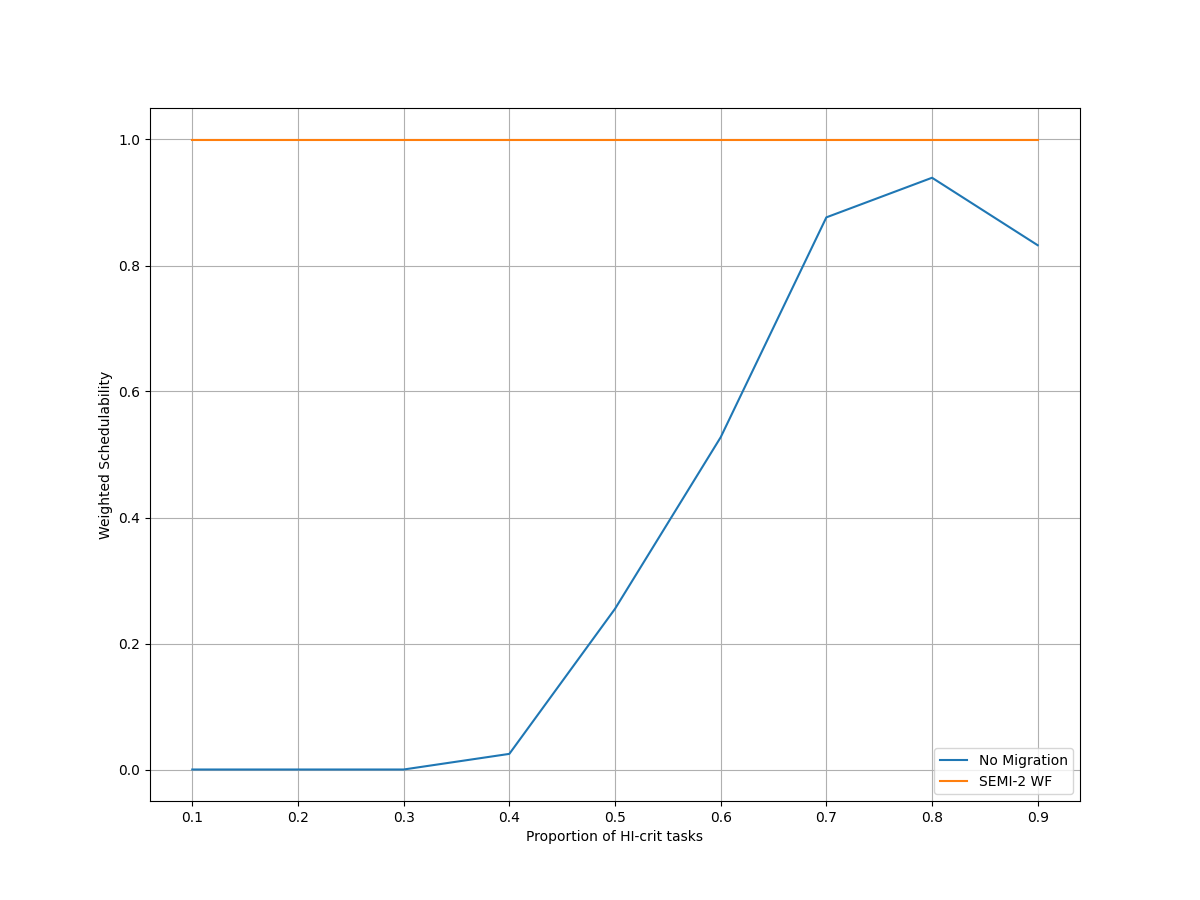 1.0
0.8
0.6
0.4
0.2
0.0
Weighted Schedulability
No Migration
SEMI-2 WF
0.1 0.2 0.3 0.4 0.5 0.6 0.7 0.8 0.9
Proportion of HI-crit tasks